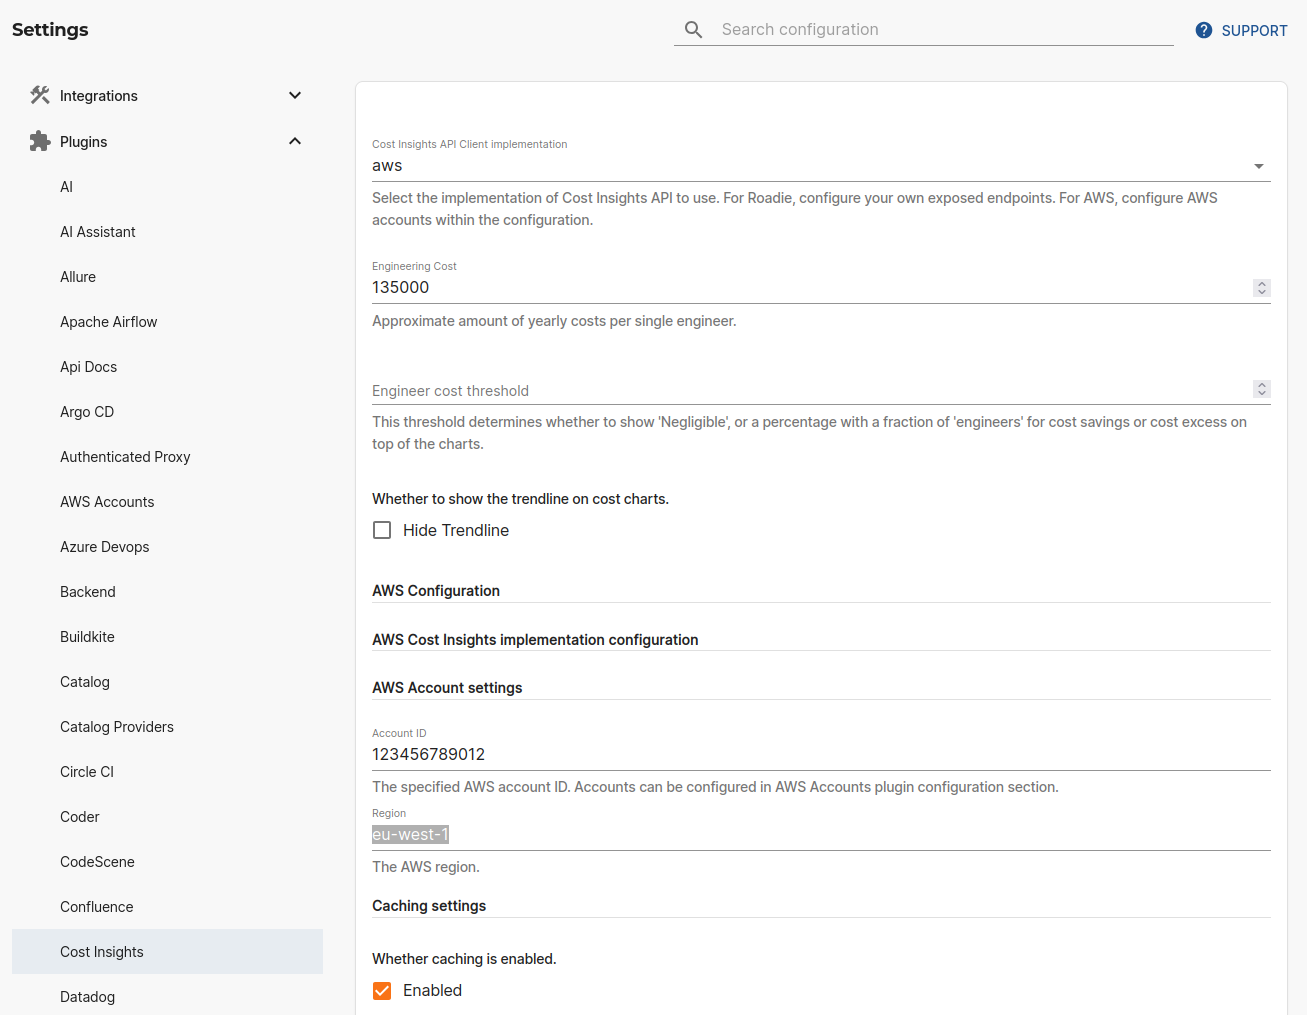 Settings
Search configuration
SUPPORT
Integrations
Plugins
AI
AI Assistant
Allure
Apache Airflow
Api Docs
Argo CD
Authenticated Proxy
AWS Accounts
Azure Devops
Backend
Buildkite
Catalog
Catalog Providers
Circle CI
Coder
CodeScene
Confluence
Cost Insights
Datadog
Cost Insights API Client implementation
aws
Select the implementation of Cost Insights API to use. For Roadie, configure your own exposed endpoints. For AWS, configure AWS
accounts within the configuration.
Engineering Cost
135000
Approximate amount of yearly costs per single engineer.
Engineer cost threshold
This threshold determines whether to show 'Negligible', or a percentage with a fraction of 'engineers' for cost savings or cost excess on
top of the charts.
Whether to show the trendline on cost charts.
Hide Trendline
AWS Configuration
AWS Cost Insights implementation configuration
AWS Account settings
Account ID
123456789012
The specified AWS account ID. Accounts can be configured in AWS Accounts plugin configuration section.
Region
eu-west-1
The AWS region.
Caching settings
Whether caching is enabled.
Enabled